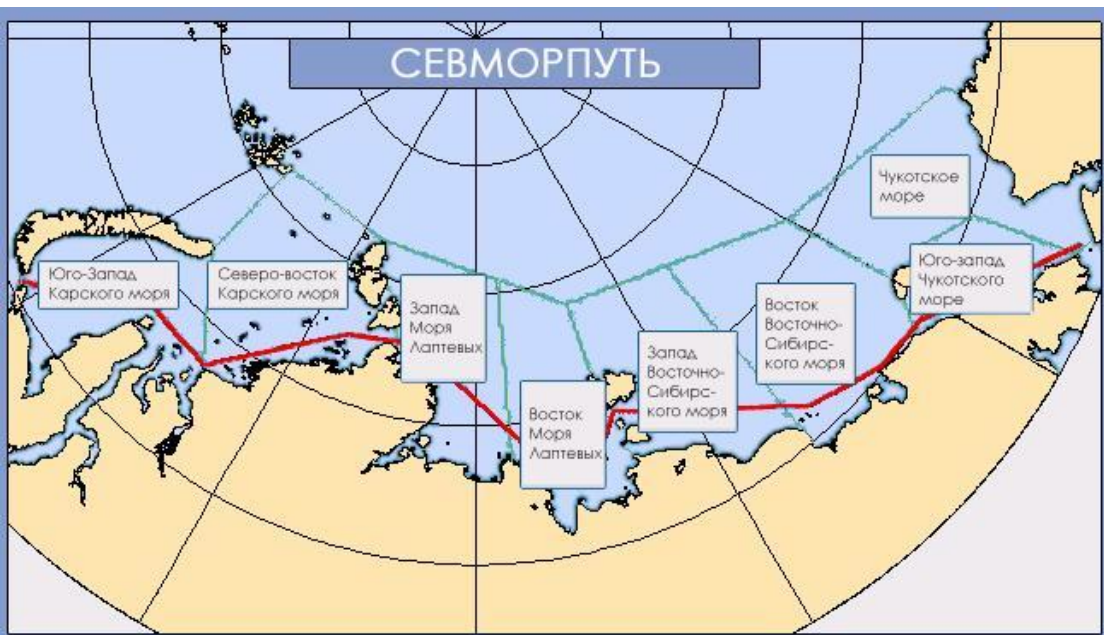 СЕВМОРПУТЬ
Чукотское
море
Юго-Запад
Карского моря
Северо-восток
Карского моря
Юго-запад
Чукотского
море
Запад
Моря
Лаптевых
Восток
Восточно-
Сибирс-
кого моря
Запад
Восточно-
Сибирс-
кого моря
Восток
Моря
Лаптевых